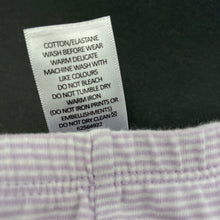 COTTON/ELASTANE
WASH BEFORE WEAR
WARM DELICATE
MACHINE WASH WITH
LIKE COLOURS
DO NOT BLEACH
DO NOT TUMBLE DRY
WARM IRON
(DO NOT IRON PRINTS OR
EMBELLISHMENTS)
DO NOT DRY CLEAN
62564922